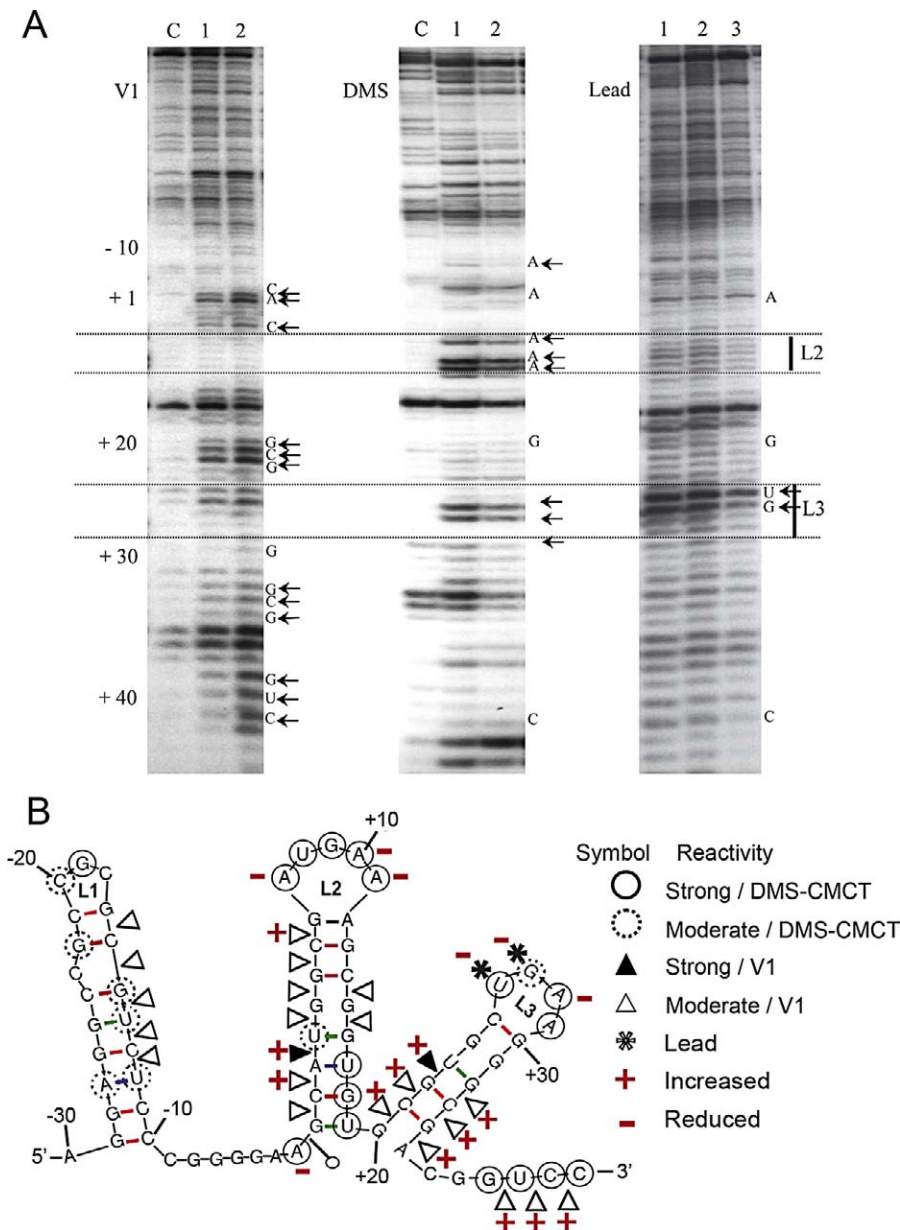 A
C 1 2
C 1 2
1 2 3
V1
DMS
Lead
- 10
A
C
+ 1
A
A
A
C
A
L2
A
A
+ 20
G
G
G
C
G
U
G
L3
+ 30
G
G
C
G
G
+ 40
U
C
C
C
B
+10
-20
L1
L2
L3
-30
-10
+20
+30
5'
3'
A U G A A
A G G A
C C G G G G A A
G G U C C
Symbol Reactivity
Strong / DMS-CMCT
Moderate / DMS-CMCT
Strong / V1
Moderate / V1
Lead
Increased
Reduced